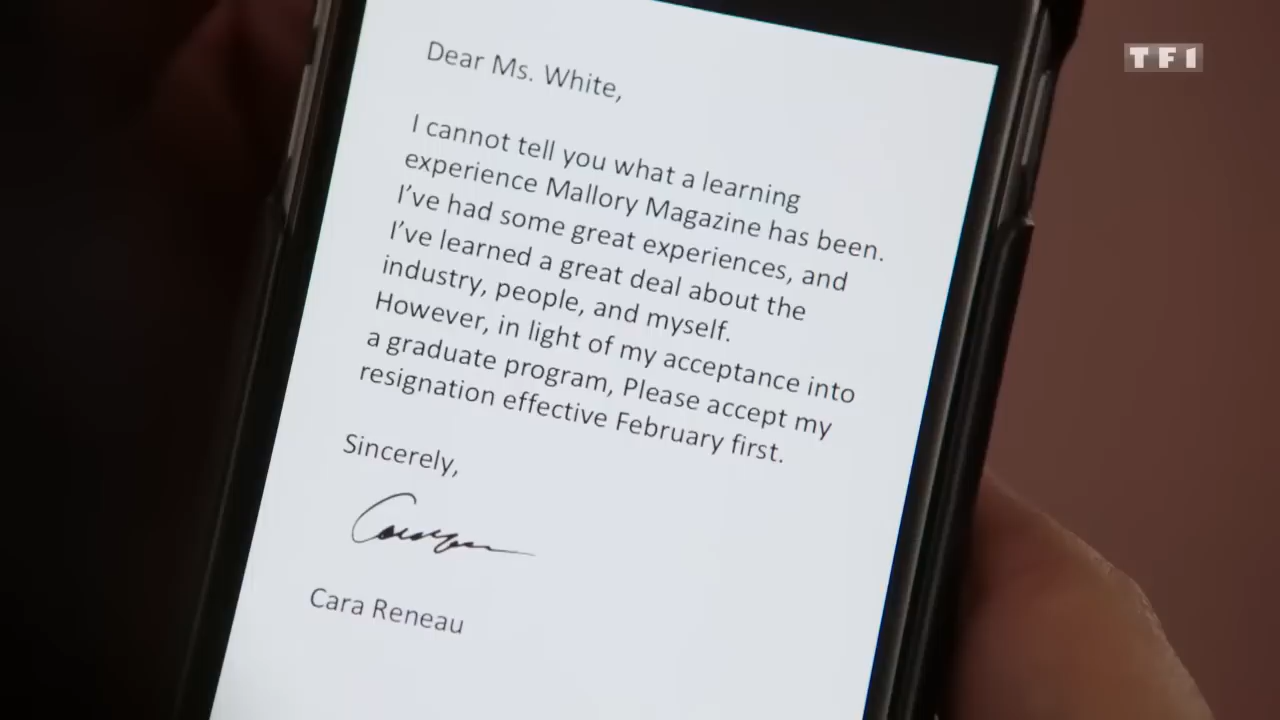 TF1
Dear Ms. White,
I cannot tell you what a learning
experience Mallory Magazine has been.
I've had some great experiences, and
I've learned a great deal about the
industry, people, and myself.
However, in light of my acceptance into
a graduate program, Please accept my
resignation effective February first.
Sincerely,
Cara Reneau